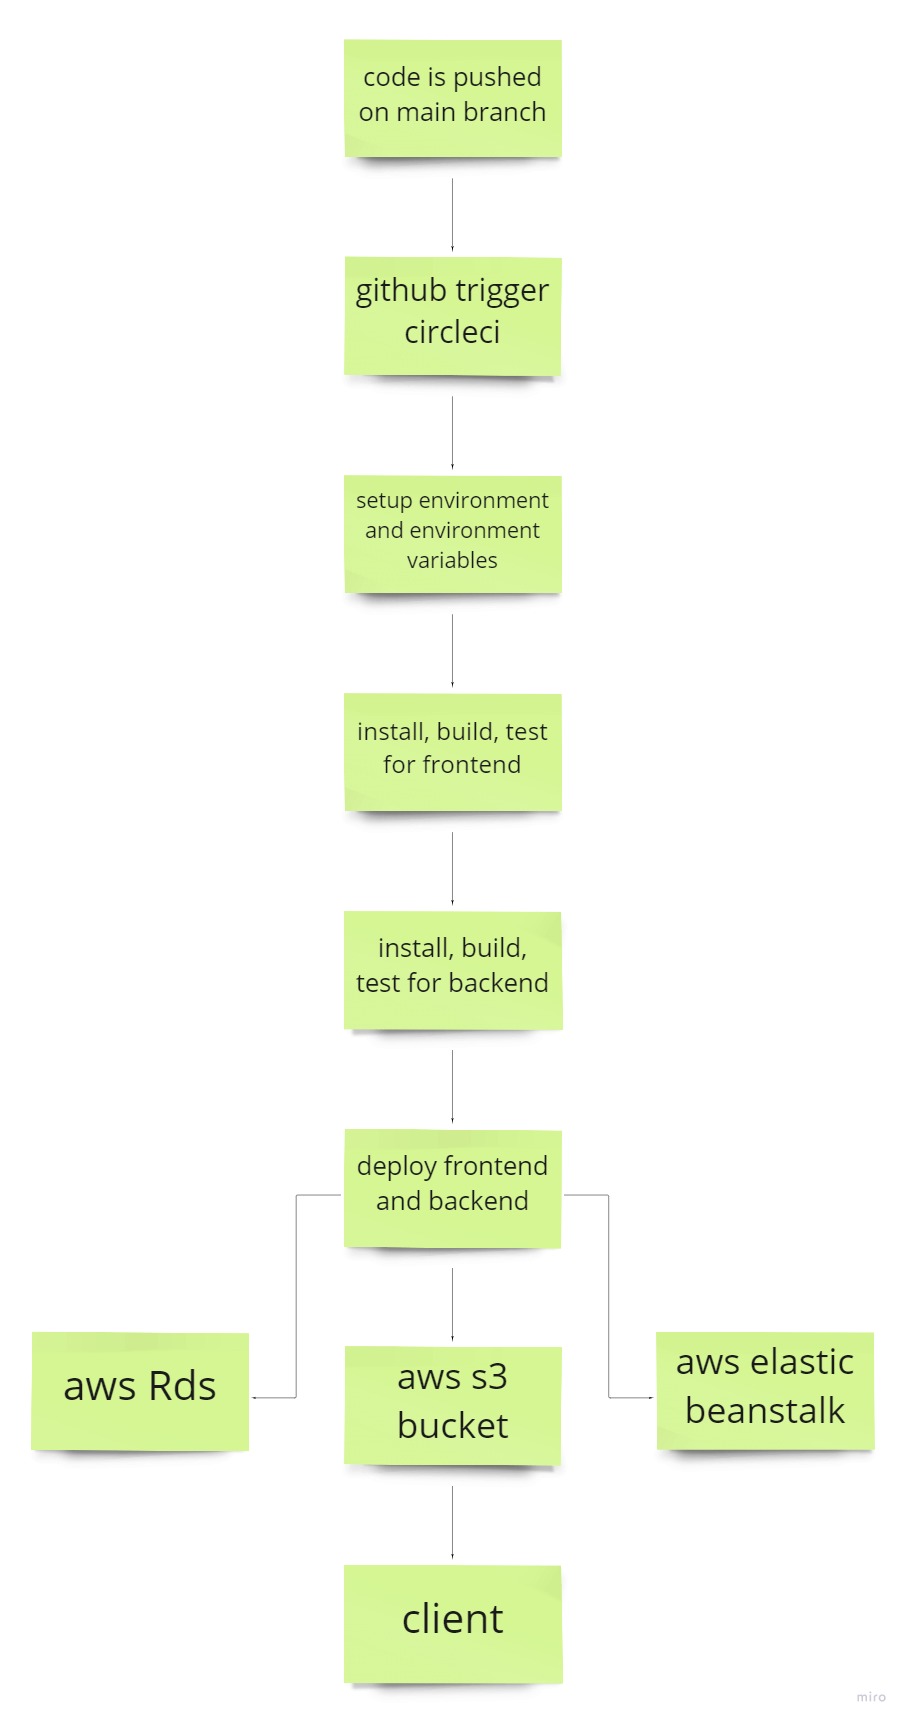 code is pushed
on main branch
github trigger
circleci
setup environment
and environment
variables
install, build, test
for frontend
install, build,
test for backend
deploy frontend
and backend
aws Rds
aws s3
bucket
aws elastic
beanstalk
client
miro